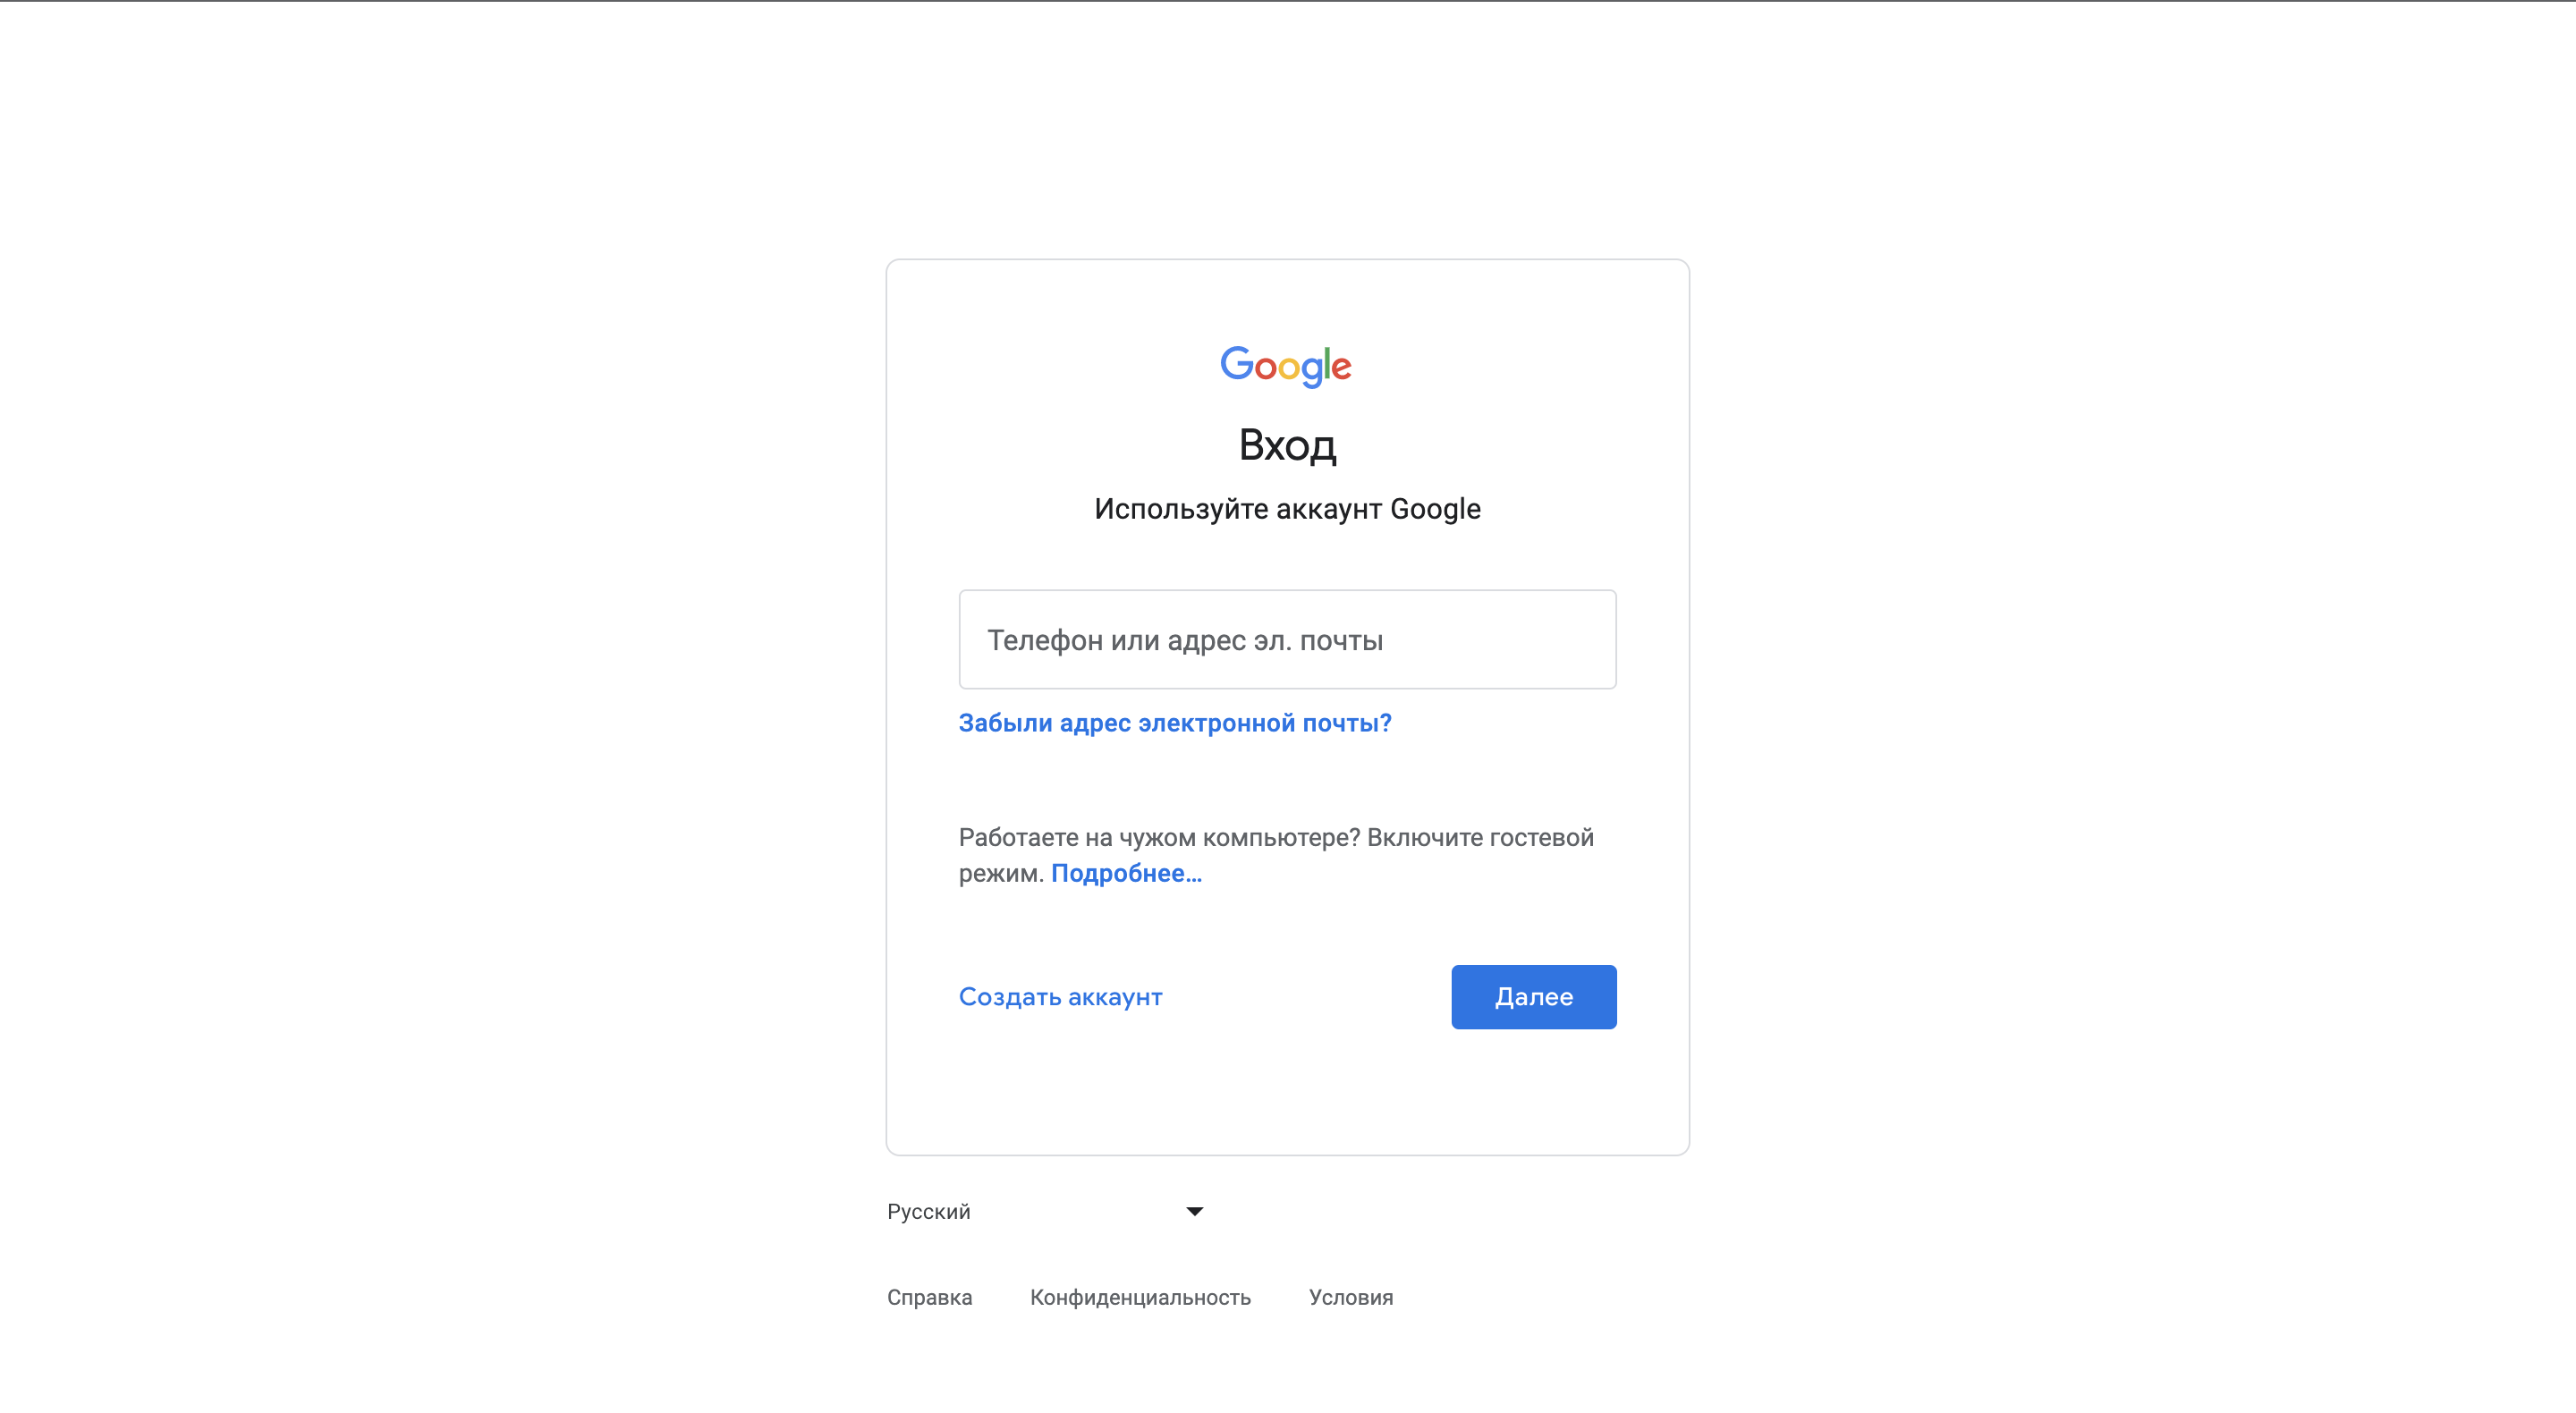 Google
Вход
Используйте аккаунт Google
Телефон или адрес эл. почты
Забыли адрес электронной почты?
Работаете на чужом компьютере? Включите гостевой
режим. Подробнее…
Создать аккаунт
Далее
Русский
Справка
Конфиденциальность
Условия